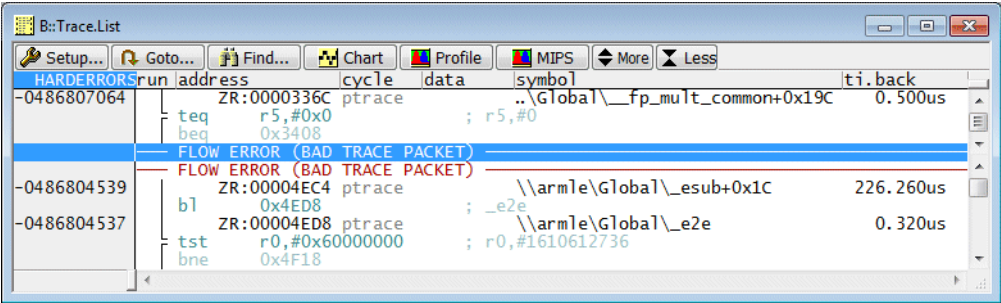 B::Trace.List
Setup... Goto... Find... Chart Profile MIPS More Less
HARDERRORS run address cycle data symbol ti.back
-0486807064 ZR:0000336C ptrace ..\Global\__fp_mult_common+0x19C 0.500us
teq r5,#0x0 ; r5,#0
beq 0x3408
FLOW ERROR (BAD TRACE PACKET)
FLOW ERROR (BAD TRACE PACKET)
-0486804539 ZR:00004EC4 ptrace \\armle\Global\_esub+0x1C 226.260us
bl 0x4ED8 ; _e2e
-0486804537 ZR:00004ED8 ptrace \\armle\Global\_e2e 0.320us
tst r0,#0x60000000 ; r0,#1610612736
bne 0x4F18